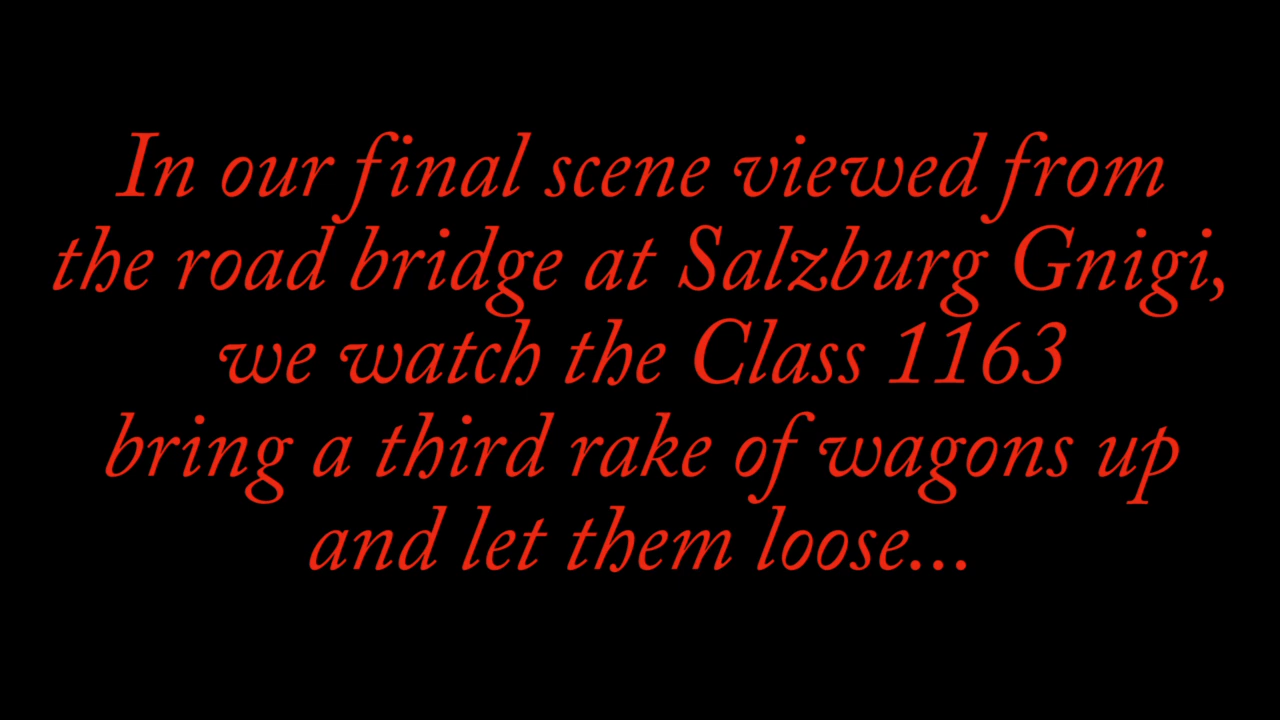 In our final scene viewed from
the road bridge at Salzburg Gnigi,
we watch the Class 1163
bring a third rake of wagons up
and let them loose...